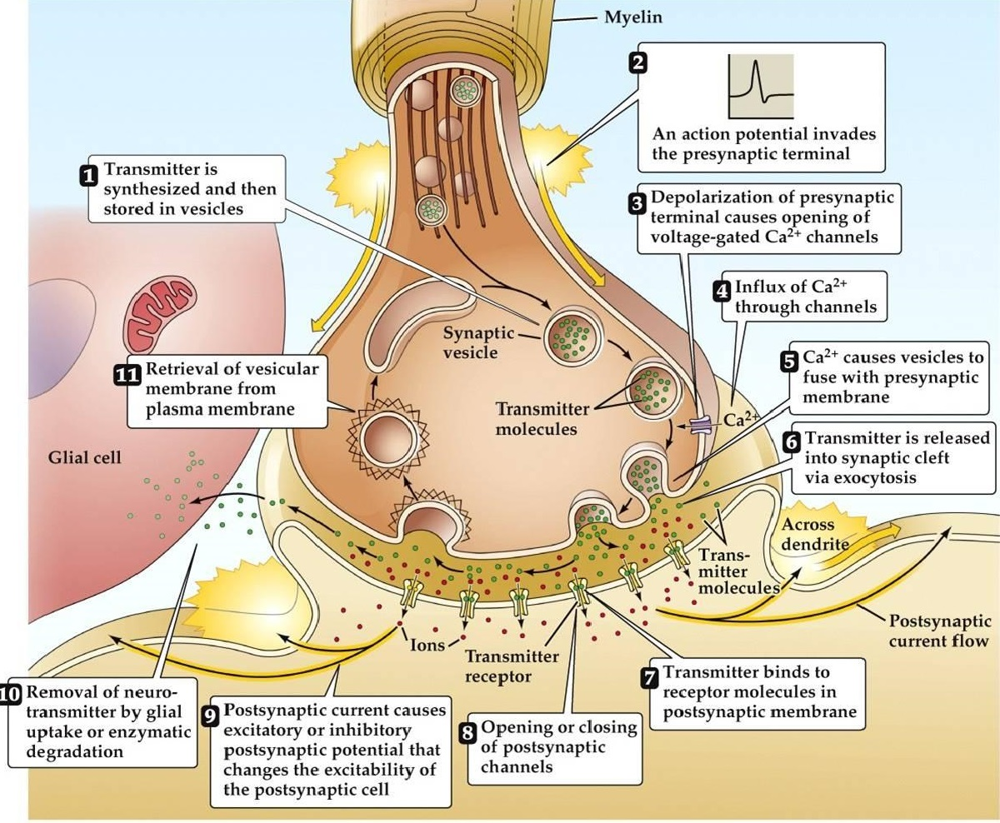 Myelin
2
An action potential invades
the presynaptic terminal
1 Transmitter is
synthesized and then
stored in vesicles
3 Depolarization of presynaptic
terminal causes opening of
voltage-gated Ca²⁺ channels
4 Influx of Ca²⁺
through channels
Synaptic
vesicle
5 Ca²⁺ causes vesicles to
fuse with presynaptic
membrane
11 Retrieval of vesicular
membrane from
plasma membrane
Transmitter
molecules
Ca²⁺
6 Transmitter is released
into synaptic cleft
via exocytosis
Glial cell
Across
dendrite
Trans-
mitter
molecules
Postsynaptic
current flow
Ions
Transmitter
receptor
7 Transmitter binds to
receptor molecules in
postsynaptic membrane
10 Removal of neuro-
transmitter by glial
uptake or enzymatic
degradation
9 Postsynaptic current causes
excitatory or inhibitory
postsynaptic potential that
changes the excitability of
the postsynaptic cell
8 Opening or closing
of postsynaptic
channels